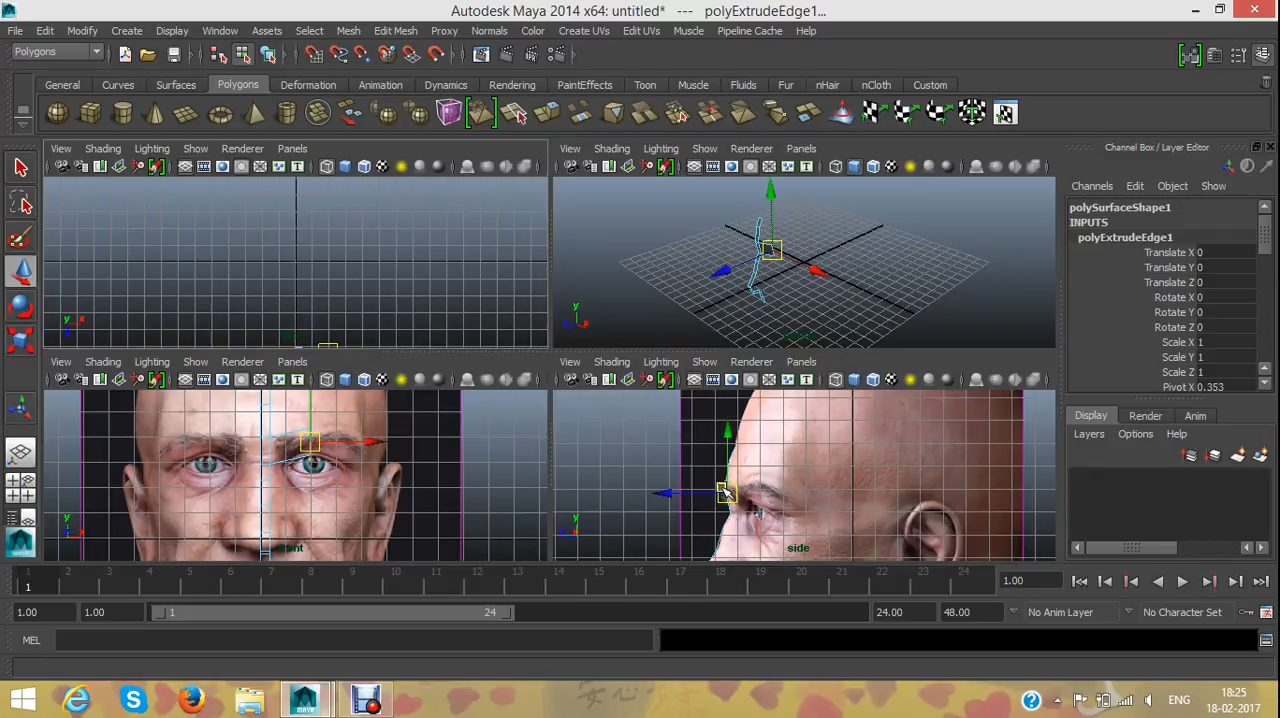 Autodesk Maya 2014 x64: untitled* --- polyExtrudeEdge1...
File Edit Modify Create Display Window Assets Select Mesh Edit Mesh Proxy Normals Color Create UVs Edit UVs Muscle Pipeline Cache Help
Polygons
General Curves Surfaces Polygons Deformation Animation Dynamics Rendering PaintEffects Toon Muscle Fluids Fur nHair nCloth Custom
View Shading Lighting Show Renderer Panels
View Shading Lighting Show Renderer Panels
Channel Box / Layer Editor
Channels Edit Object Show
polySurfaceShape1
INPUTS
polyExtrudeEdge1
Translate X 0
Translate Y 0
Translate Z 0
Rotate X 0
Rotate Y 0
Rotate Z 0
Scale X 1
Scale Y 1
Scale Z 1
Pivot X 0.353
View Shading Lighting Show Renderer Panels
View Shading Lighting Show Renderer Panels
front
side
Display Render Anim
Layers Options Help
1 2 3 4 5 6 7 8 9 10 11 12 13 14 15 16 17 18 19 20 21 22 23 24
1
1.00
1.00 1.00 1 24 24.00 48.00 No Anim Layer No Character Set
MEL
安心
ENG
18:25
18-02-2017